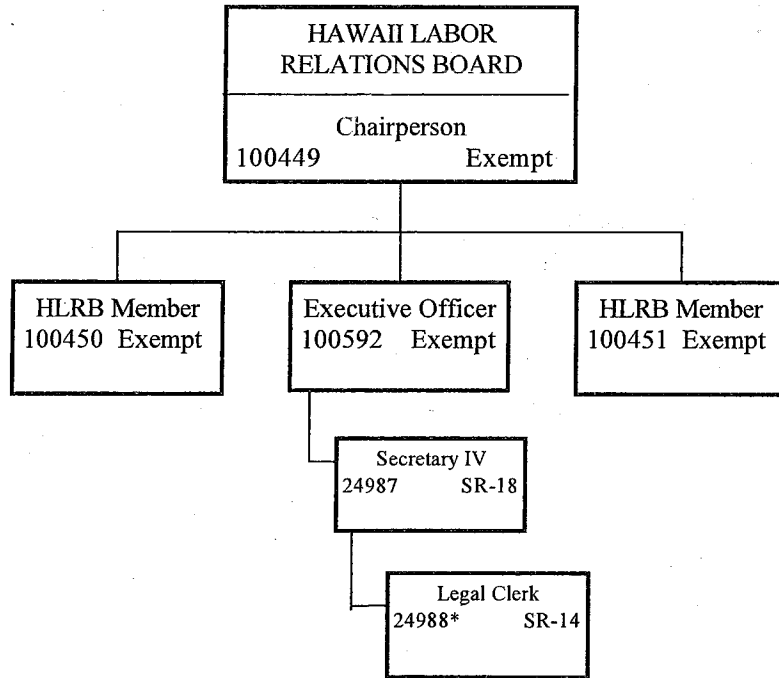 HAWAII LABOR
RELATIONS BOARD
Chairperson
100449 Exempt
HLRB Member
100450 Exempt
Executive Officer
100592 Exempt
HLRB Member
100451 Exempt
Secretary IV
24987 SR-18
Legal Clerk
24988* SR-14